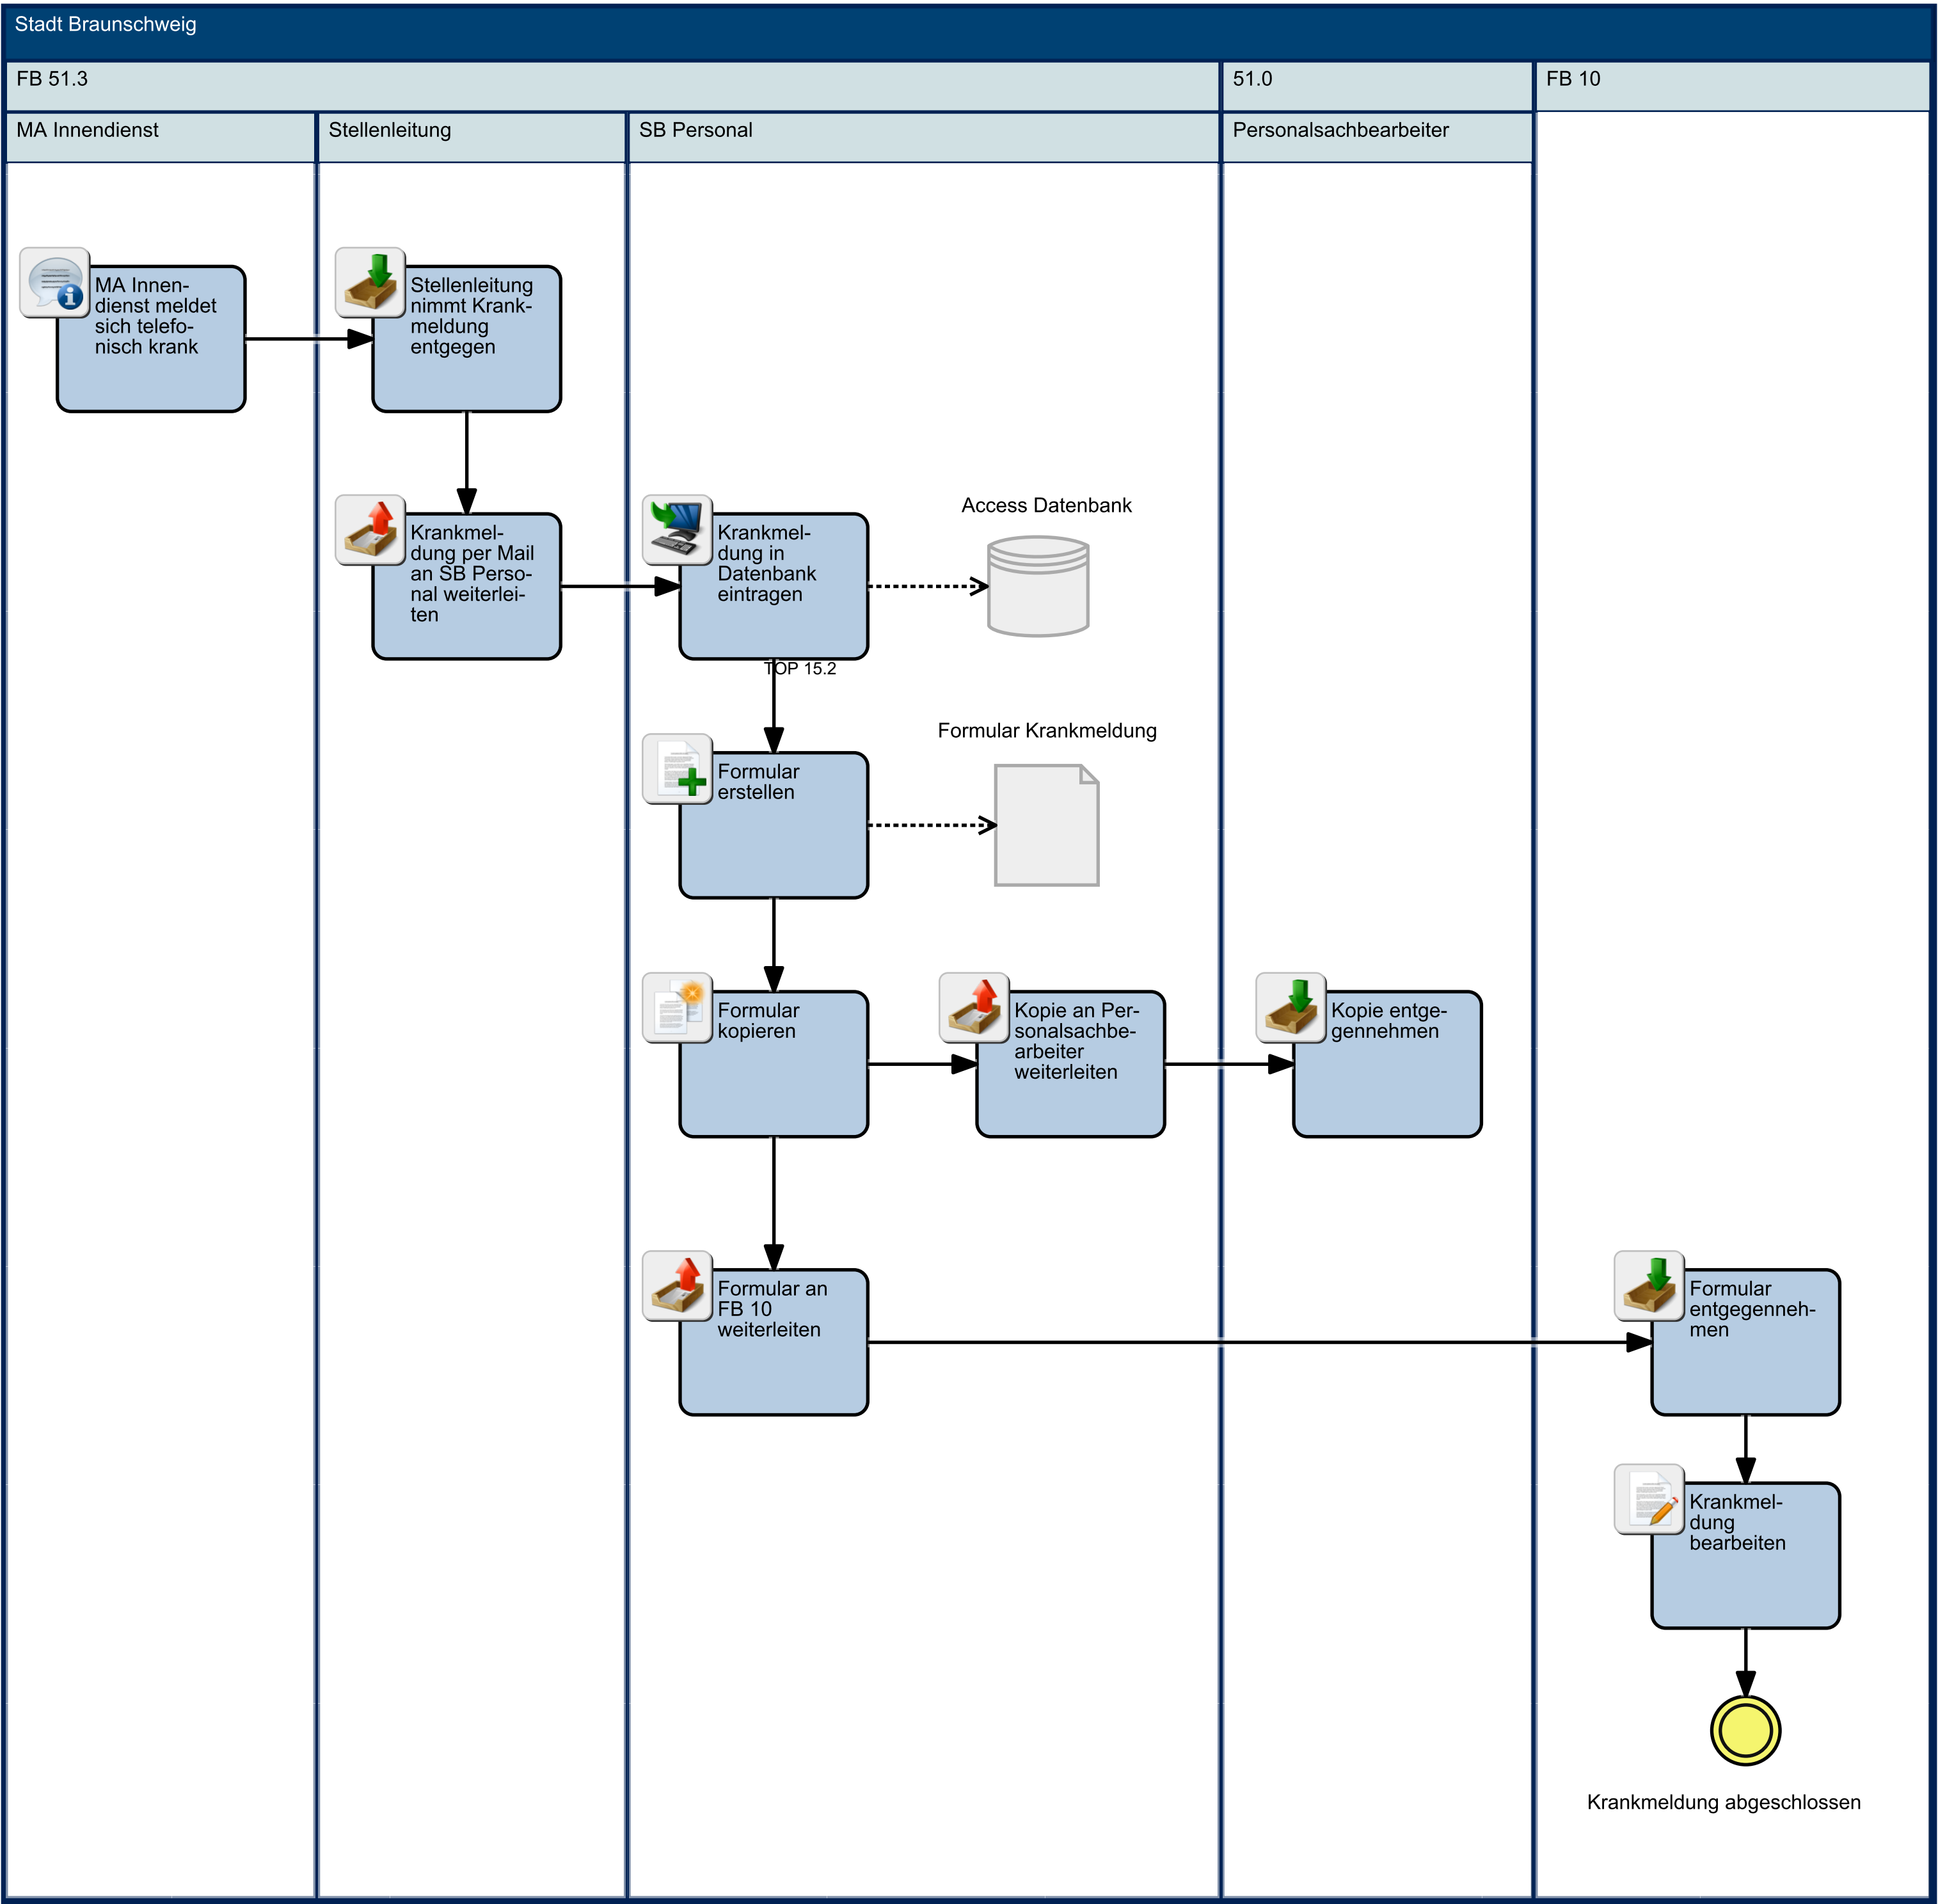 Stadt Braunschweig
FB 51.3
51.0
FB 10
MA Innendienst
Stellenleitung
SB Personal
Personalsachbearbeiter
MA Innen-
dienst meldet
sich telefo-
nisch krank
Stellenleitung
nimmt Krank-
meldung
entgegen
Krankmel-
dung per Mail
an SB Perso-
nal weiterlei-
ten
Krankmel-
dung in
Datenbank
eintragen
Access Datenbank
TOP 15.2
Formular
erstellen
Formular Krankmeldung
Formular
kopieren
Kopie an Per-
sonalsachbe-
arbeiter
weiterleiten
Kopie entge-
gennehmen
Formular an
FB 10
weiterleiten
Formular
entgegenneh-
men
Krankmel-
dung
bearbeiten
Krankmeldung abgeschlossen